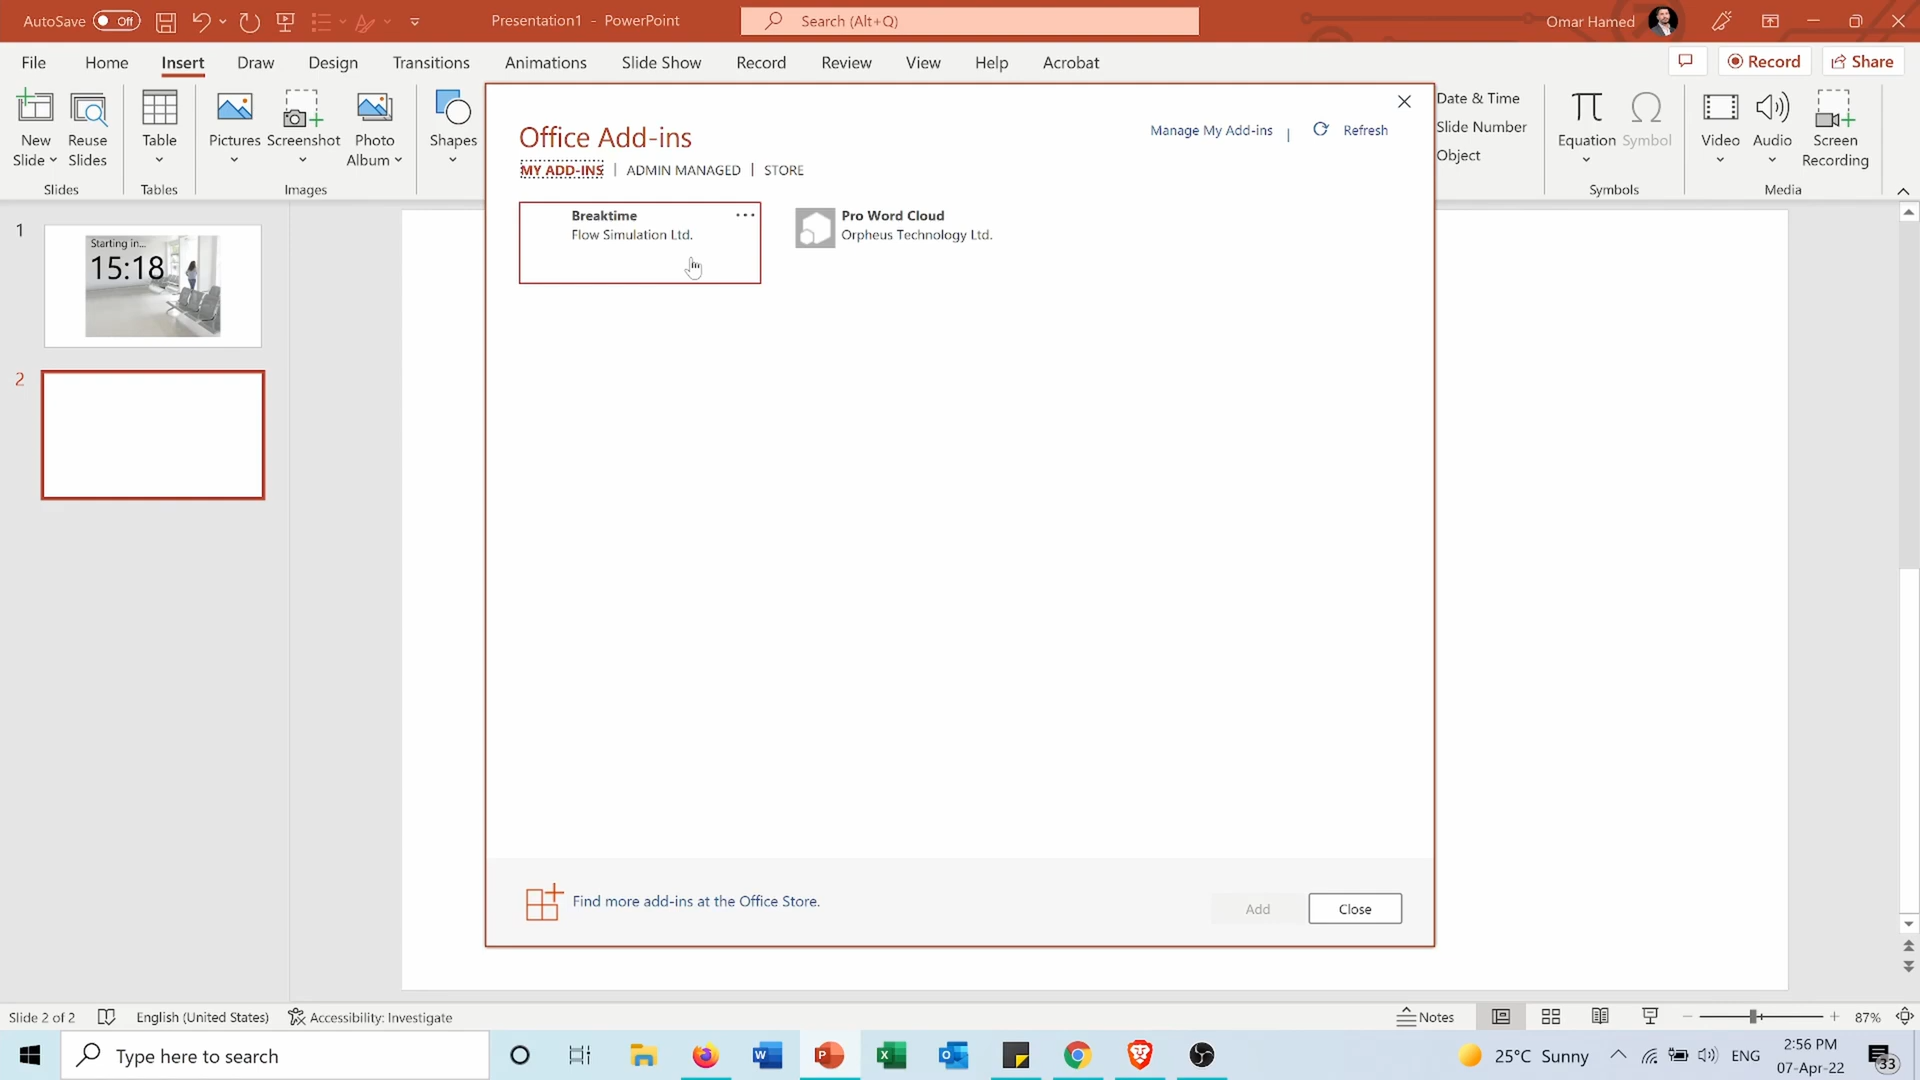 AutoSave Off
Presentation1 - PowerPoint
Search (Alt+Q)
Omar Hamed
File Home Insert Draw Design Transitions Animations Slide Show Record Review View Help Acrobat
Record
Share
New Slide
Reuse Slides
Slides
Table
Tables
Pictures
Screenshot
Photo Album
Images
Shapes
Date & Time
Slide Number
Object
Equation
Symbol
Symbols
Video
Audio
Screen Recording
Media
Office Add-ins
Manage My Add-ins | Refresh
MY ADD-INS | ADMIN MANAGED | STORE
Breaktime
Flow Simulation Ltd.
Pro Word Cloud
Orpheus Technology Ltd.
Find more add-ins at the Office Store.
Add
Close
1
Starting in...
15:18
2
Slide 2 of 2
English (United States)
Accessibility: Investigate
Notes
87%
Type here to search
25°C Sunny
ENG
2:56 PM
07-Apr-22
33